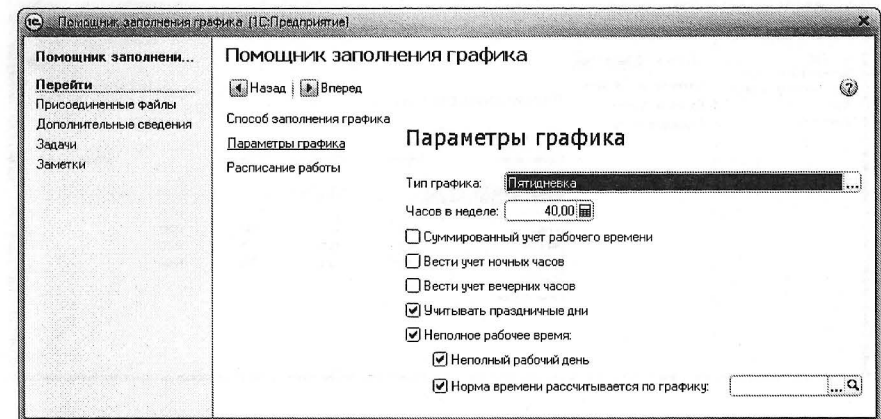 Помощник заполнения графика (1С:Предприятие)
Помощник заполнени...
Перейти
Присоединенные файлы
Дополнительные сведения
Задачи
Заметки
Помощник заполнения графика
Назад
Вперед
Способ заполнения графика
Параметры графика
Расписание работы
Параметры графика
Тип графика: Пятидневка ...
Часов в неделе: 40,00
Суммированный учет рабочего времени
Вести учет ночных часов
Вести учет вечерних часов
Учитывать праздничные дни
Неполное рабочее время:
Неполный рабочий день
Норма времени рассчитывается по графику: ...